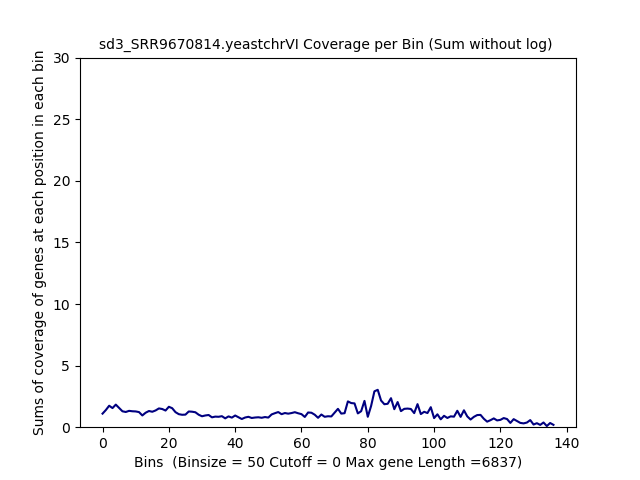 sd3_SRR9670814.yeastchrVI Coverage per Bin (Sum without log)
Sums of coverage of genes at each position in each bin
30
25
20
15
10
5
0
0 20 40 60 80 100 120 140
Bins  (Binsize = 50 Cutoff = 0 Max gene Length =6837)